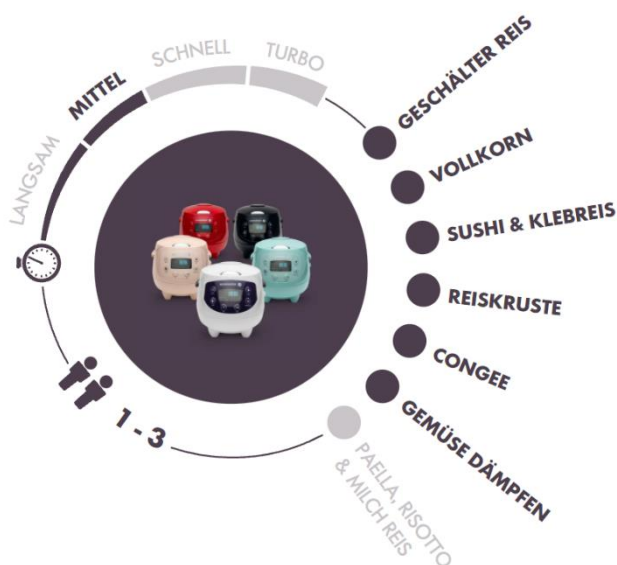 LANGSAM
MITTEL
SCHNELL
TURBO
GESCHÄLTER REIS
VOLLKORN
SUSHI & KLEBREIS
REISKRUSTE
CONGEE
GEMÜSE DÄMPFEN
PAELLA, RISOTTO
& MILCH REIS
1 - 3